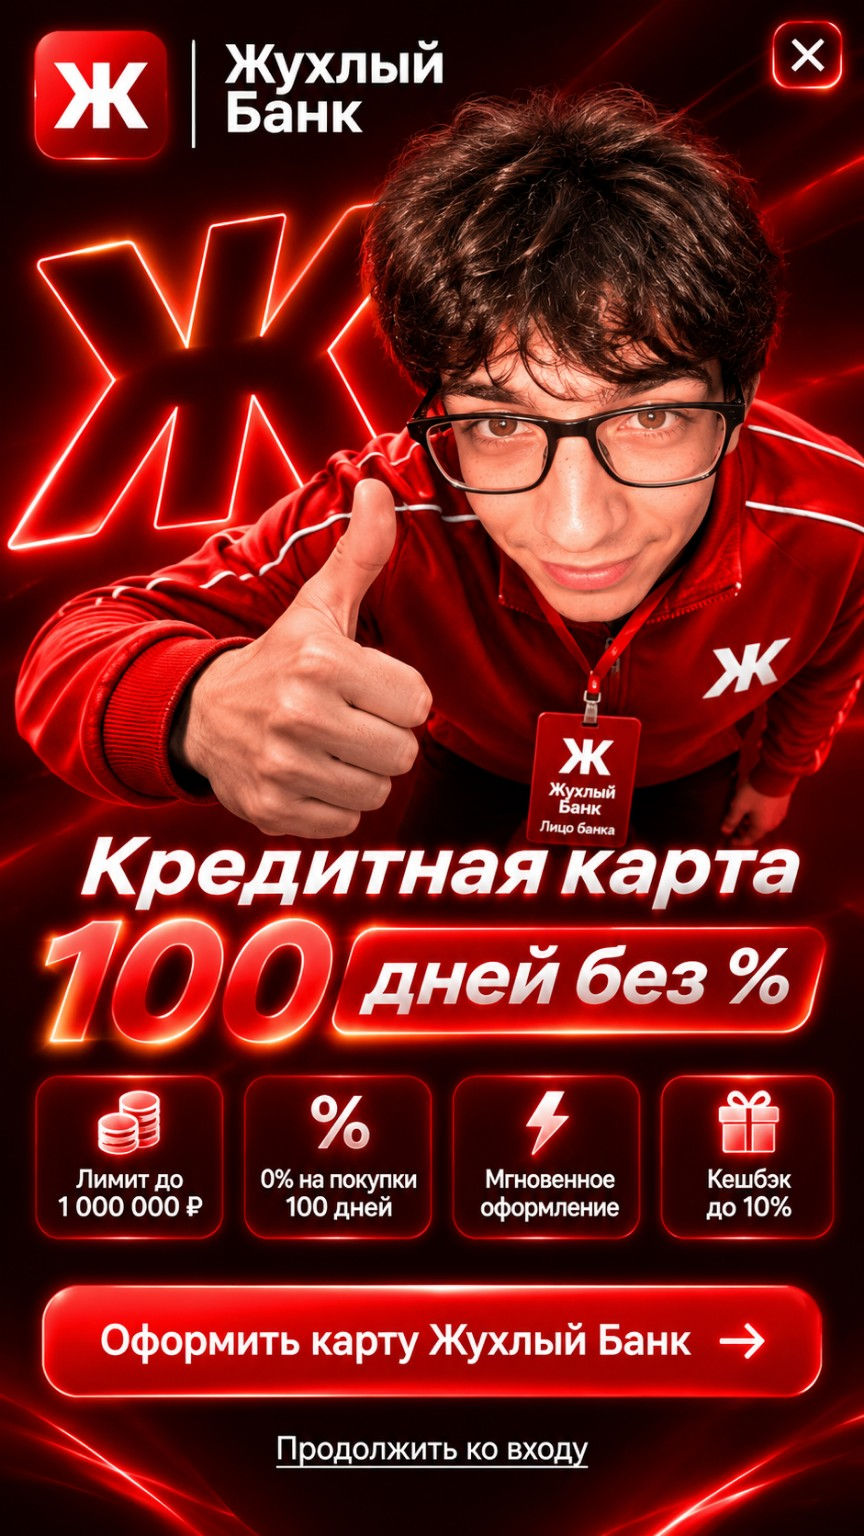 Ж
Жухлый
Банк
Ж
Ж
Ж
Жухлый
Банк
Лицо банка
Кредитная карта
100 дней без %
Лимит до
1 000 000 ₽
%
0% на покупки
100 дней
Мгновенное
оформление
Кешбэк
до 10%
Оформить карту Жухлый Банк →
Продолжить ко входу